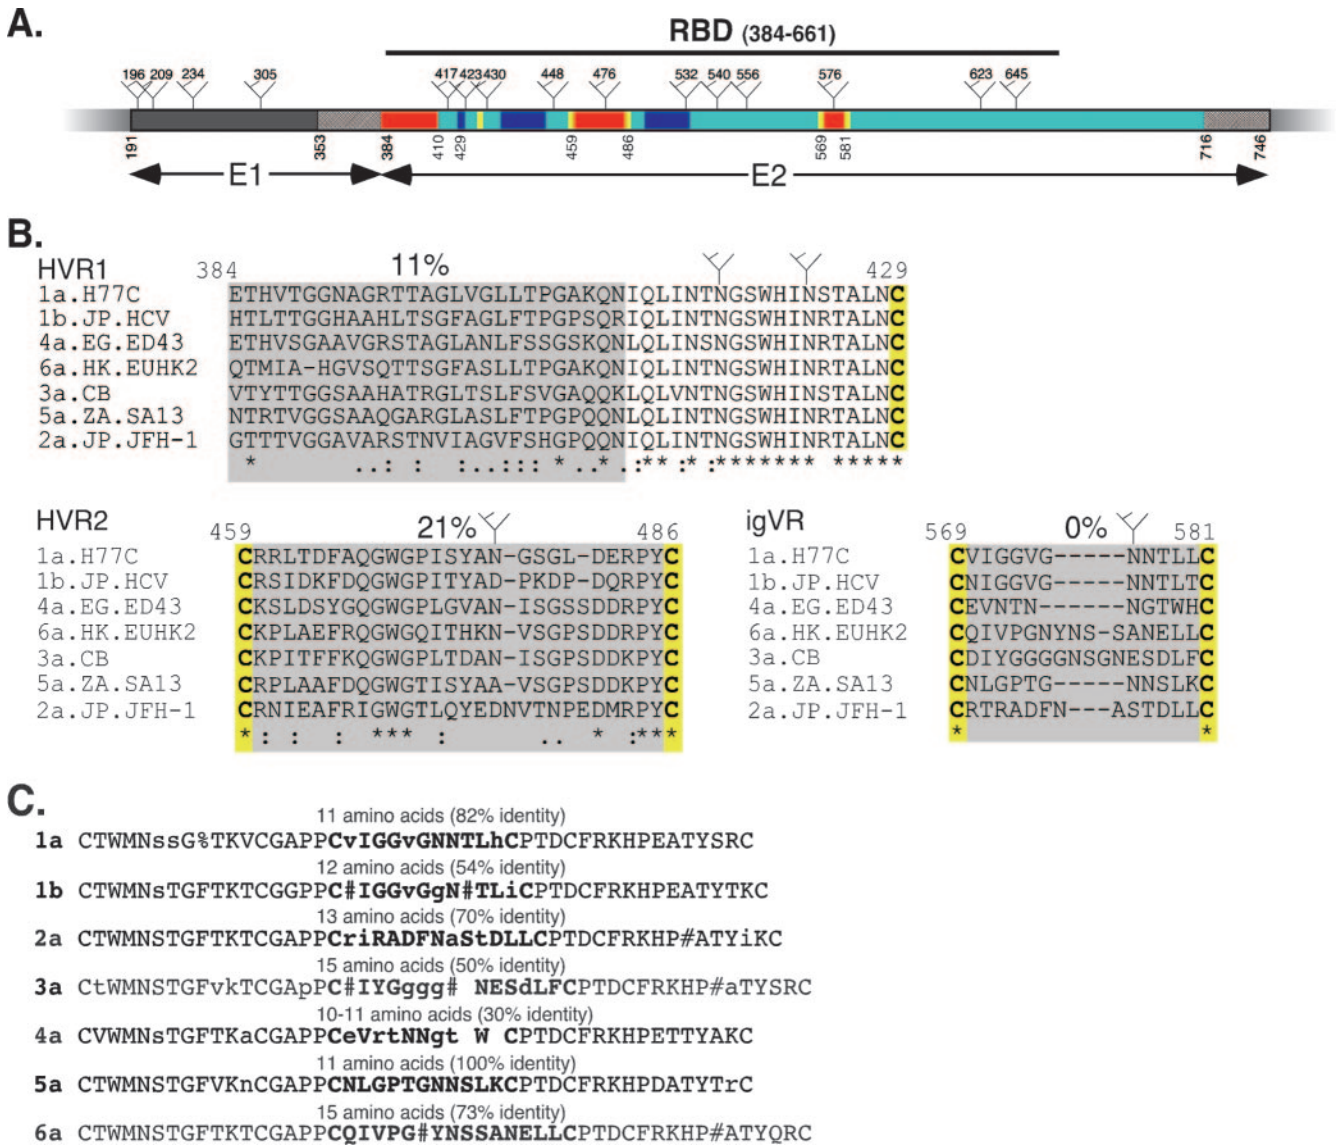 A.
RBD (384-661)
196 209 234 305 417 423 430 448 476 532 540 556 576 623 645
191 353 384 410 429 459 486 569 581 716 746
E1 E2
B.
HVR1 384 11% 429
1a.H77C ETHVTGGNAGRTTAGLVGLLTPGAKQNIQLINTNGSWHINSTALNC
1b.JP.HCV HTLTTGGHAAHLTSGFAGLFTPGPSQRIQLINTNGSWHINRTALNC
4a.EG.ED43 ETHVSGAAVGRSTAGLANLFSSGSKQNLQLINSNGSWHINRTALNC
6a.HK.EUHK2 QTMIA-HGVSQTTSGFASLLTPGAKQNIQLINTNGSWHINRTALNC
3a.CB VTYTTGGSAAHATRGLTSLFSVGAQQKLQLVNTNGSWHINRTALNC
5a.ZA.SA13 NTRTVGGSAAQGARGLASLFTPGPQQNLQLINTNGSWHINRTALNC
2a.JP.JFH-1 GTTTVGGAVARSTNVIAGVFSHGPQQNIQLINTNGSWHINRTALNC
* ..: : :..::: *.. * .:** :* :******* *****
HVR2 459 21% 486
1a.H77C CRRLTDFAQGWGPISYAN-GSGL-DERPYC
1b.JP.HCV CRSIDKFDQGWGPITYAD-PKDP-DQRPYC
4a.EG.ED43 CKSLDSYGQGWGPLGVAN-ISGSSDDRPYC
6a.HK.EUHK2 CKPLAEFRQGWGQITHKN-VSGPSDDRPYC
3a.CB CKPITFFKQGWGPLTDAN-ISGPSDDKPYC
5a.ZA.SA13 CRPLAAFDQGWGTISYAA-VSGPSDDKPYC
2a.JP.JFH-1 CRNIEAFRIGWGTLQYEDNVTNPEDMRPYC
* : : : *** : .. * :***
igVR 569 0% 581
1a.H77C CVIGGVG-----NNTLLC
1b.JP.HCV CNIGGVG-----NNTLTC
4a.EG.ED43 CEVNTN------NGTWHC
6a.HK.EUHK2 CQIVPGNYNS-SANELLC
3a.CB CDIYGGGGNSGNESDLFC
5a.ZA.SA13 CNLGPTG-----NNSLKC
2a.JP.JFH-1 CRTRADFN---ASTDLLC
* *
C.
11 amino acids (82% identity)
1a CTWMNssG%TKVCGAPPCvIGGvGNNTLhCPTDCFRKHPEATYSRC
12 amino acids (54% identity)
1b CTWMNsTGFTKTCGGPPC#IGGvGgN#TLiCPTDCFRKHPEATYTKC
13 amino acids (70% identity)
2a CTWMNSTGFTKTCGAPPCriRADFNaStDLLCPTDCFRKHP#ATYiKC
15 amino acids (50% identity)
3a CtWMNSTGFvkTCGApPC#IYGggg# NESdLFCPTDCFRKHP#aTYSRC
10-11 amino acids (30% identity)
4a CVWMNsTGFTKaCGAPPCeVrtNNgt W CPTDCFRKHPETTYAKC
11 amino acids (100% identity)
5a CTWMNSTGFVKnCGAPPCNLGPTGNNSLKCPTDCFRKHPDATYTrC
15 amino acids (73% identity)
6a CTWMNSTGFTKTCGAPPCQIVPG#YNSSANELLCPTDCFRKHP#ATYQRC